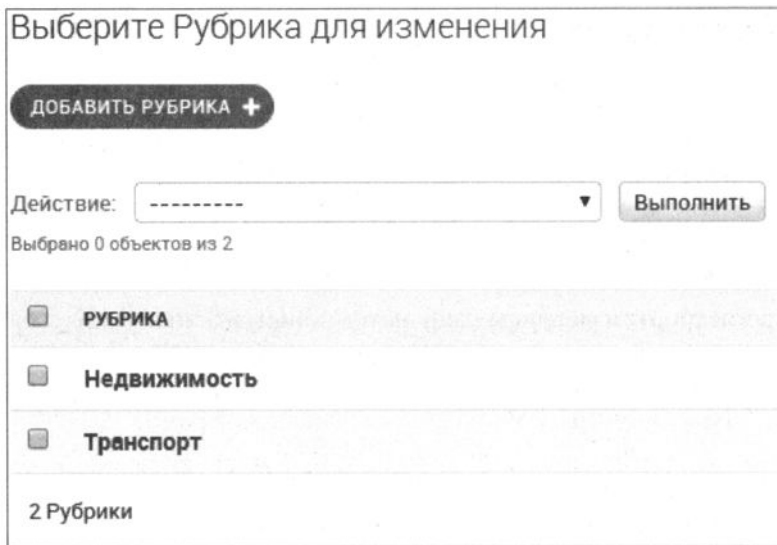 Выберите Рубрика для изменения
ДОБАВИТЬ РУБРИКА +
Действие: --------- Выполнить
Выбрано 0 объектов из 2
РУБРИКА
Недвижимость
Транспорт
2 Рубрики